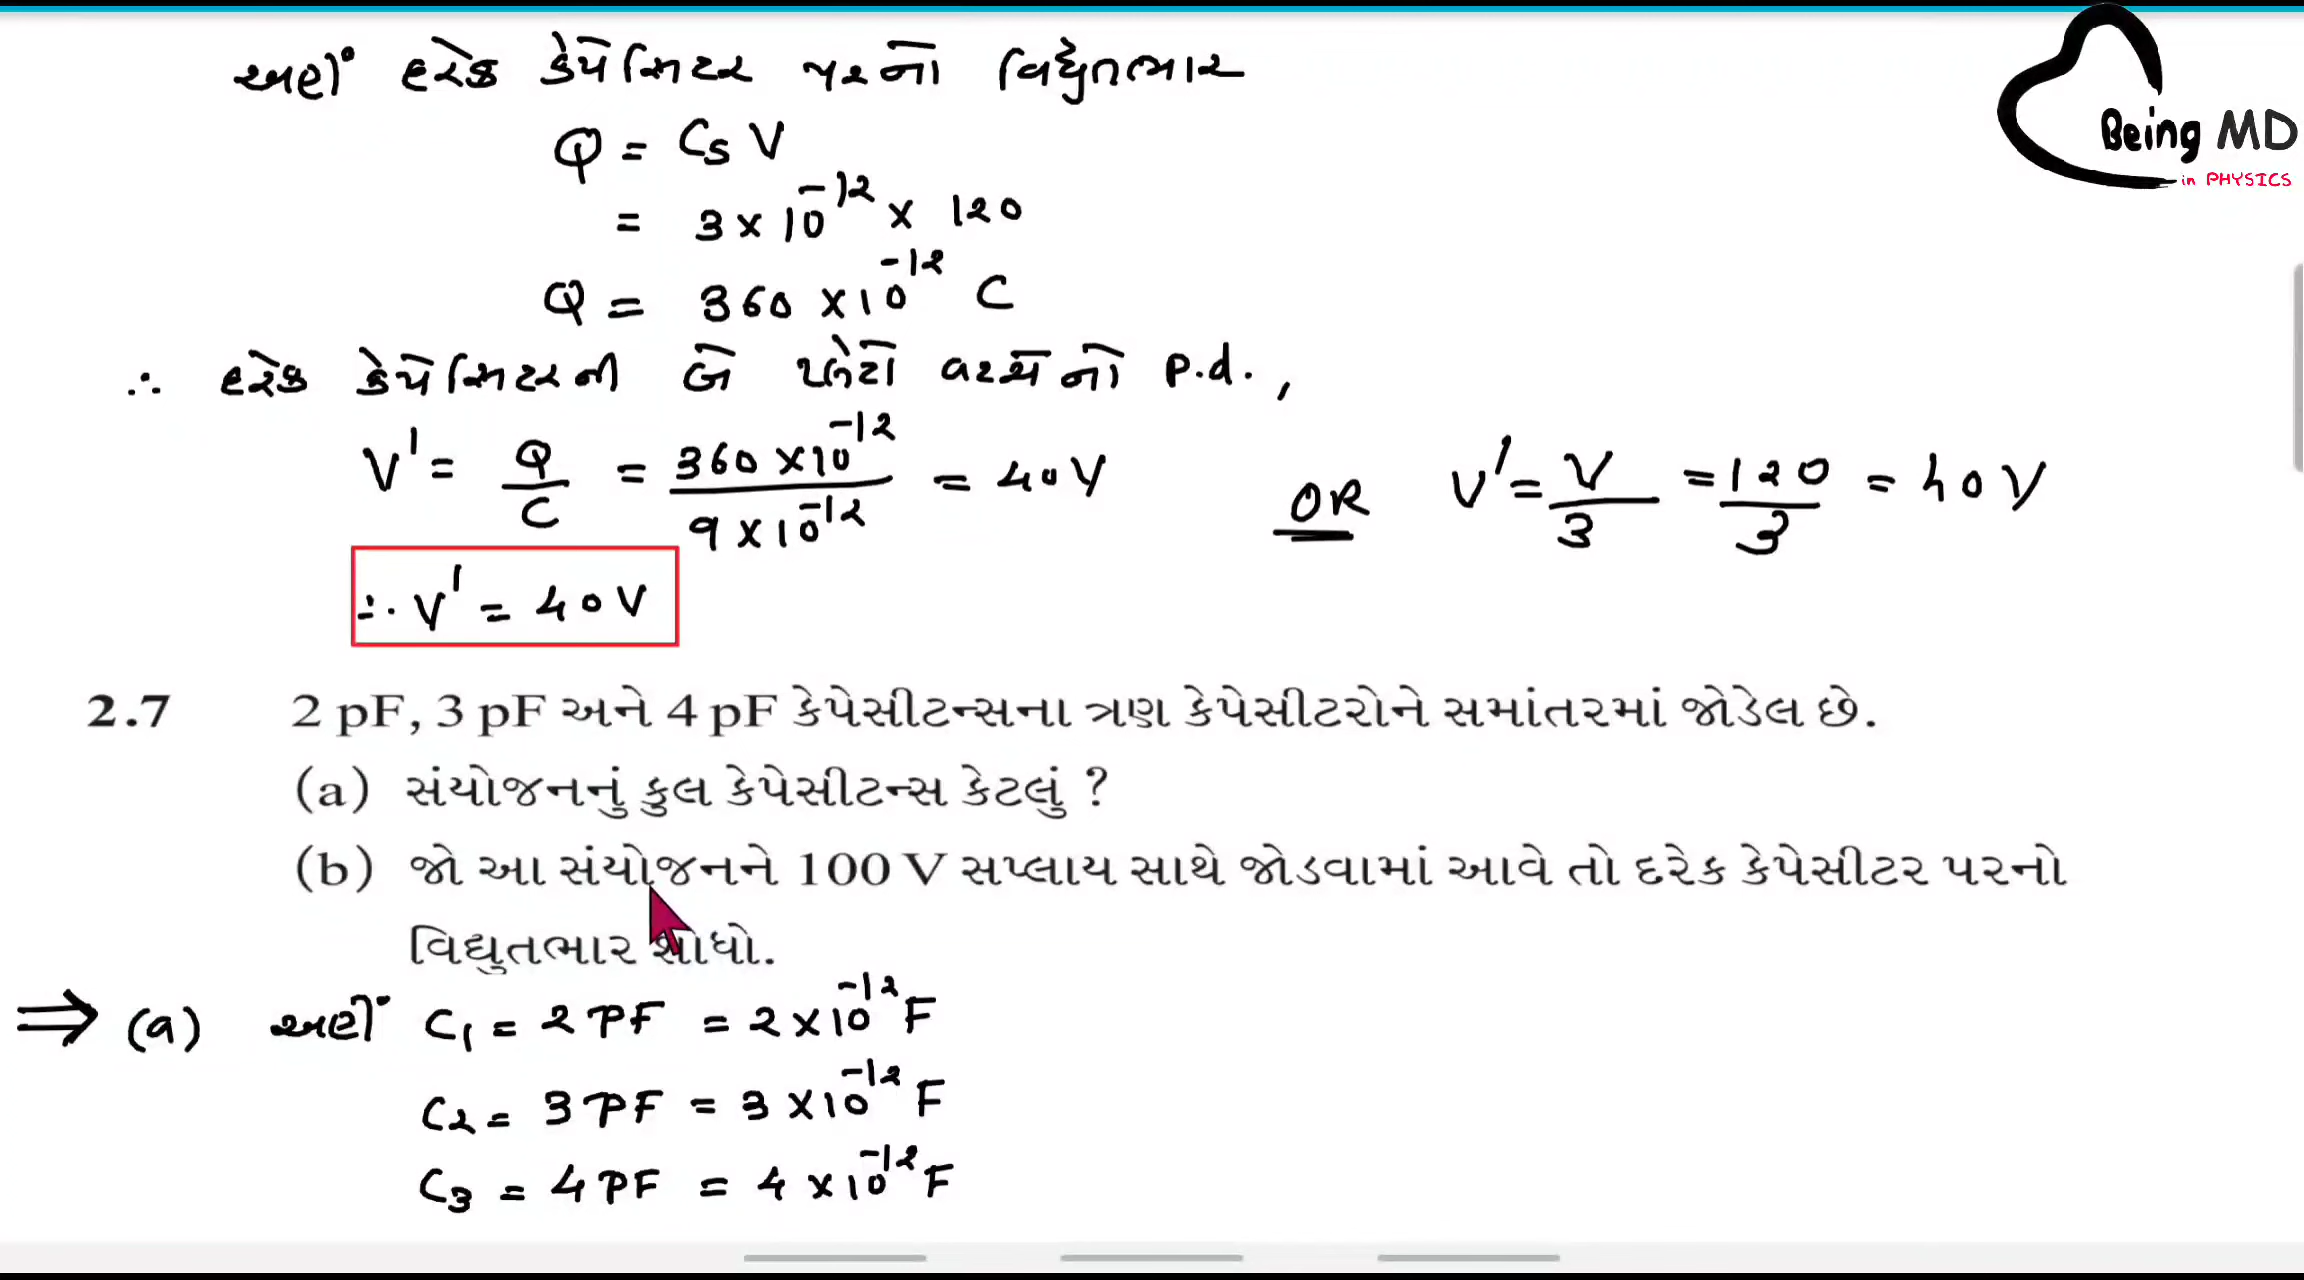 અહીં દરેક કેપેસિટર પરનો વિદ્યુતભાર
Being MD
in PHYSICS
Q = CS V
= 3 × 10^-12 × 120
Q = 360 × 10^-12 C
∴ દરેક કેપેસિટરની બે પ્લેટો વચ્ચેનો p.d.,
V' = Q/C = 360 × 10^-12 / 9 × 10^-12 = 40V OR V' = V/3 = 120/3 = 40V
∴ V' = 40V
2.7 2 pF, 3 pF અને 4 pF કેપેસીટન્સના ત્રણ કેપેસીટરોને સમાંતરમાં જોડેલ છે.
(a) સંયોજનનું કુલ કેપેસીટન્સ કેટલું ?
(b) જો આ સંયોજનને 100 V સપ્લાય સાથે જોડવામાં આવે તો દરેક કેપેસીટર પરનો
વિદ્યુતભાર શોધો.
⇒ (a) અહીં C1 = 2 PF = 2 × 10^-12 F
C2 = 3 PF = 3 × 10^-12 F
C3 = 4 PF = 4 × 10^-12 F